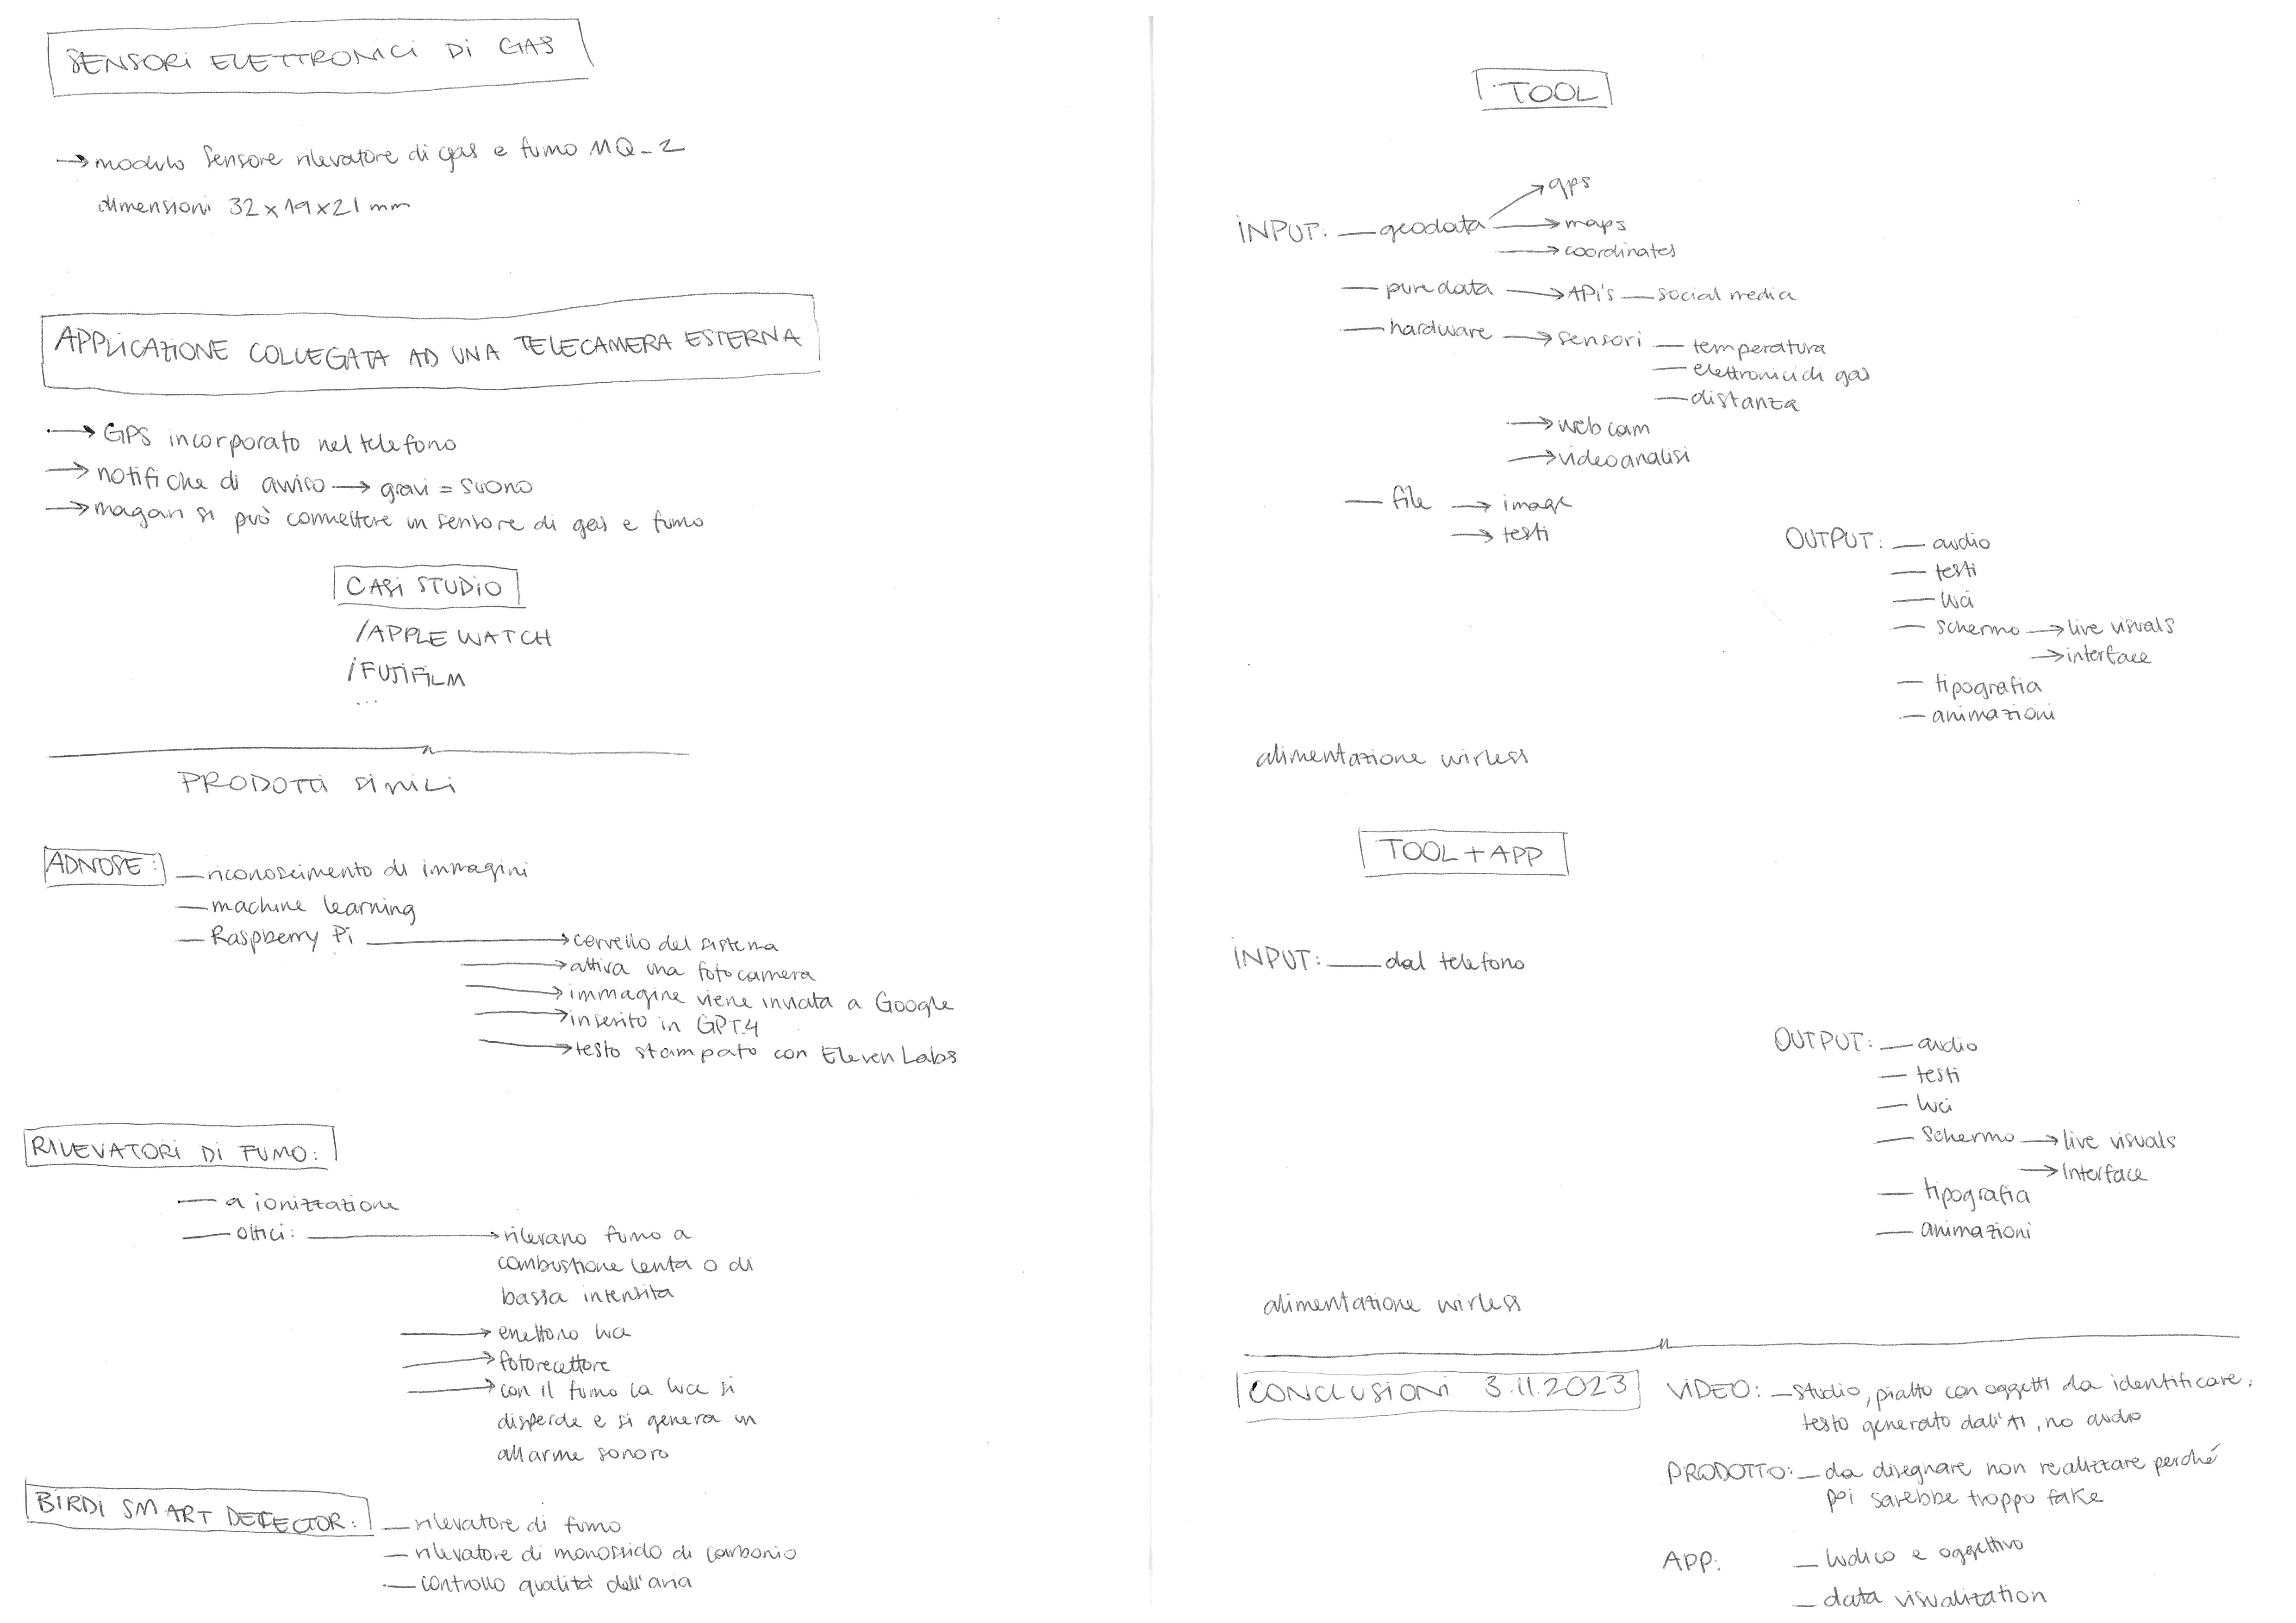 SENSORI ELETTRONICI DI GAS
→ modulo sensore rilevatore di gas e fumo MQ-2
dimensioni 32x19x21 mm
APPLICAZIONE COLLEGATA AD UNA TELECAMERA ESTERNA
→ GPS incorporato nel telefono
→ notifiche di avviso → gravi = suono
→ magari si può connettere un sensore di gas e fumo
CASI STUDIO
/APPLE WATCH
/FUJIFILM
...
PRODOTTI SIMILI
ADNOSE: — riconoscimento di immagini
— machine learning
— Raspberry Pi → cervello del sistema
→ attiva una fotocamera
→ immagine viene inviata a Google
→ inserito in GPT4
→ testo stampato con Eleven Labs
RILEVATORI DI FUMO:
— a ionizzazione
— ottici: → rilevano fumo a
combustione lenta o di
bassa intensita
→ emettono luce
→ fotorecettore
→ con il fumo la luce si
disperde e si genera un
allarme sonoro
BIRDI SMART DETECTOR: — rilevatore di fumo
— rilevatore di monossido di carbonio
— controllo qualità dell'aria
TOOL
→ gps
INPUT: — geodata → maps
→ coordinates
— puredata → API's — social media
— hardware → sensori — temperatura
— elettronici di gas
— distanza
→ webcam
→ videoanalisi
— file → image
→ testi
OUTPUT: — audio
— testi
— luci
— schermo → live visuals
→ interface
— tipografia
— animazioni
alimentazione wirless
TOOL + APP
INPUT: — dal telefono
OUTPUT: — audio
— testi
— luci
— schermo → live visuals
→ Interface
— tipografia
— animazioni
alimentazione wirless
CONCLUSIONI 3.11.2023
VIDEO: — studio, piatto con oggetti da identificare,
testo generato dall'AI, no audio
PRODOTTO: — da disegnare non realizzare perché
poi sarebbe troppo fake
APP: — ludico e oggettivo
— data visualization